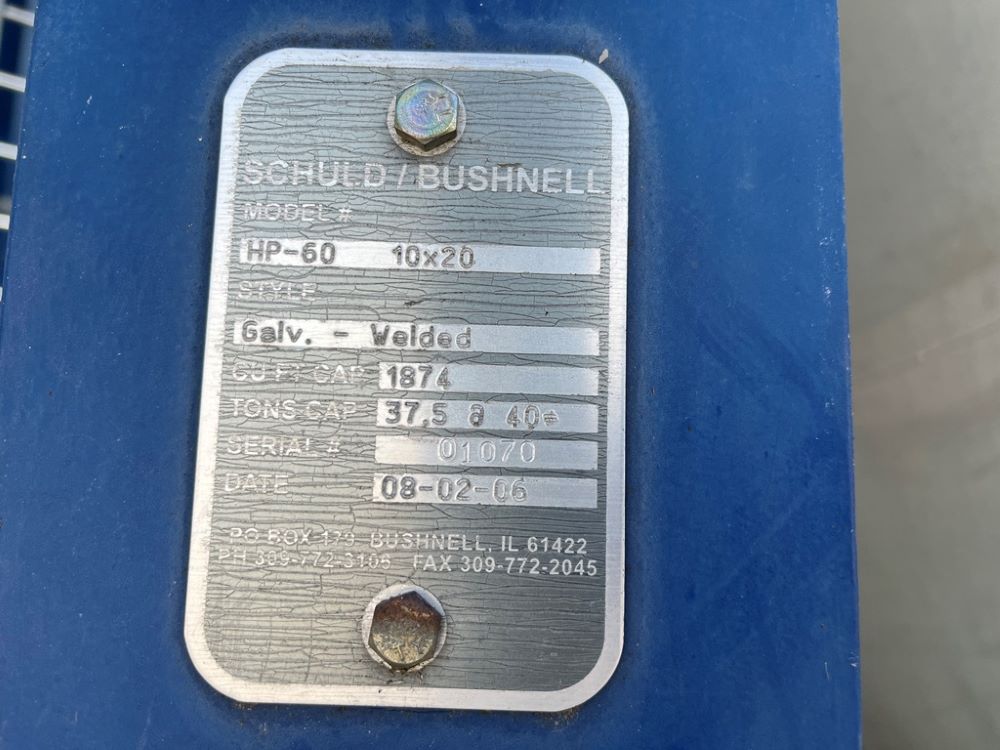 SCHULD / BUSHNELL
MODEL #
HP-60 10x20
STYLE
Galv. - Welded
CU FT CAP 1874
TONS CAP 37.5 @ 40#
SERIAL # 01070
DATE 08-02-06
PO BOX 179, BUSHNELL, IL 61422
PH 309-772-3106 FAX 309-772-2045